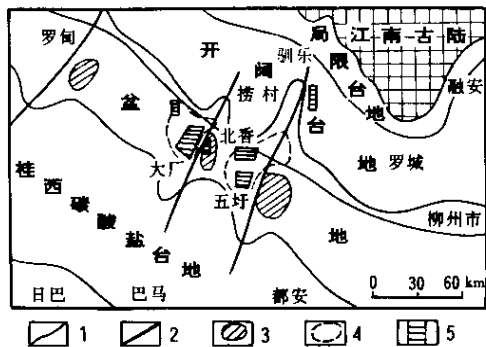 江南古陆
局限台地
罗甸
开阔台地
驯乐
融安
捞村
盆地
北香
大厂
罗城
五圩
柳州市
桂西碳酸盐台地
日巴
巴马
都安
0 30 60 km
1 2 3 4 5